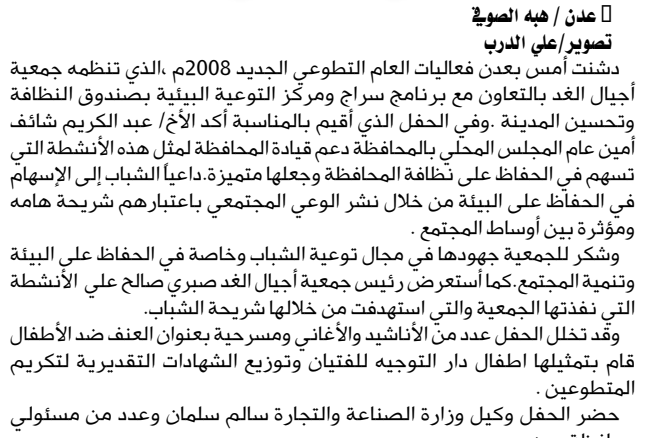 عدن / هبه الصوفي
تصوير/علي الدرب
دشنت أمس بعدن فعاليات العام التطوعي الجديد 2008م ،الذي تنظمه جمعية
أجيال الغد بالتعاون مع برنامج سراج ومركز التوعية البيئية بصندوق النظافة
وتحسين المدينة .وفي الحفل الذي أقيم بالمناسبة أكد الأخ/ عبد الكريم شائف
أمين عام المجلس المحلي بالمحافظة دعم قيادة المحافظة لمثل هذه الأنشطة التي
تسهم في الحفاظ على نظافة المحافظة وجعلها متميزة.داعياً الشباب إلى الإسهام
في الحفاظ على البيئة من خلال نشر الوعي المجتمعي باعتبارهم شريحة هامه
ومؤثرة بين أوساط المجتمع .
وشكر للجمعية جهودها في مجال توعية الشباب وخاصة في الحفاظ على البيئة
وتنمية المجتمع.كما أستعرض رئيس جمعية أجيال الغد صبري صالح علي الأنشطة
التي نفذتها الجمعية والتي استهدفت من خلالها شريحة الشباب.
وقد تخلل الحفل عدد من الأناشيد والأغاني ومسرحية بعنوان العنف ضد الأطفال
قام بتمثيلها اطفال دار التوجيه للفتيان وتوزيع الشهادات التقديرية لتكريم
المتطوعين .
حضر الحفل وكيل وزارة الصناعة والتجارة سالم سلمان وعدد من مسئولي